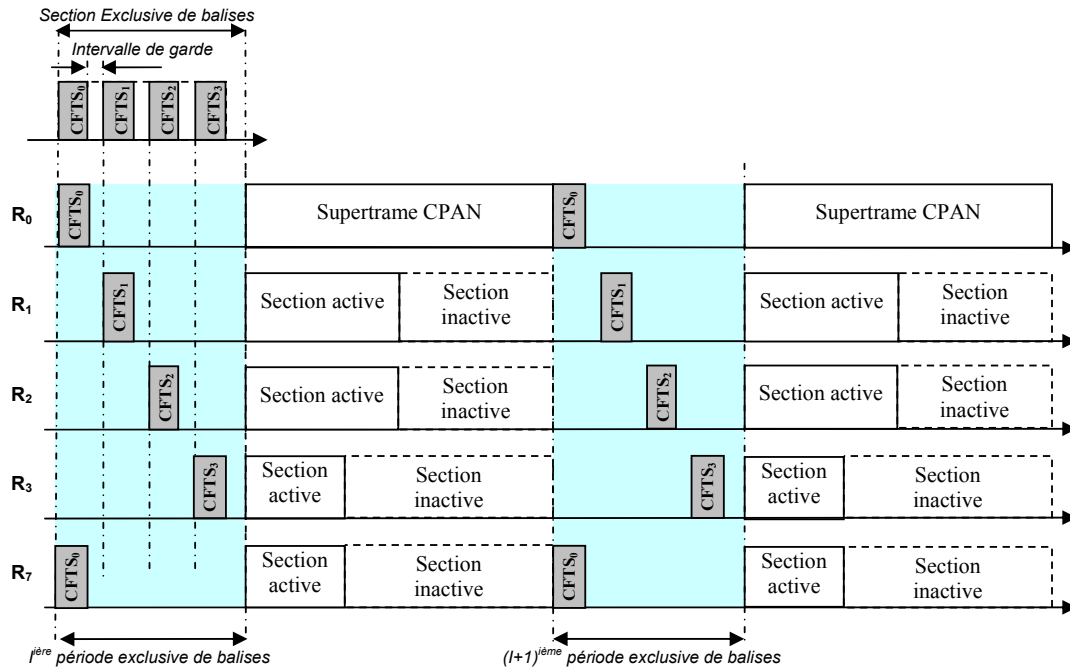 Section Exclusive de balises
Intervalle de garde
CFTS0
CFTS1
CFTS2
CFTS3
R0
CFTS0
Supertrame CPAN
CFTS0
Supertrame CPAN
R1
CFTS1
Section active
Section
inactive
CFTS1
Section active
Section
inactive
R2
CFTS2
Section active
Section
inactive
CFTS2
Section active
Section
inactive
R3
CFTS3
Section
active
Section
inactive
CFTS3
Section
active
Section
inactive
R7
CFTS0
Section
active
Section
inactive
CFTS0
Section
active
Section
inactive
Iière période exclusive de balises
(I+1)ième période exclusive de balises